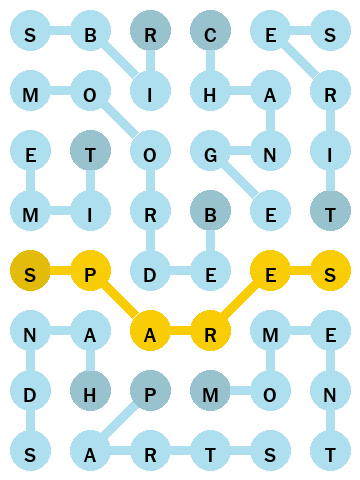 S B R C E S
M O I H A R
E T O G N I
M I R B E T
S P D E E S
N A A R M E
D H P M O N
S A R T S T